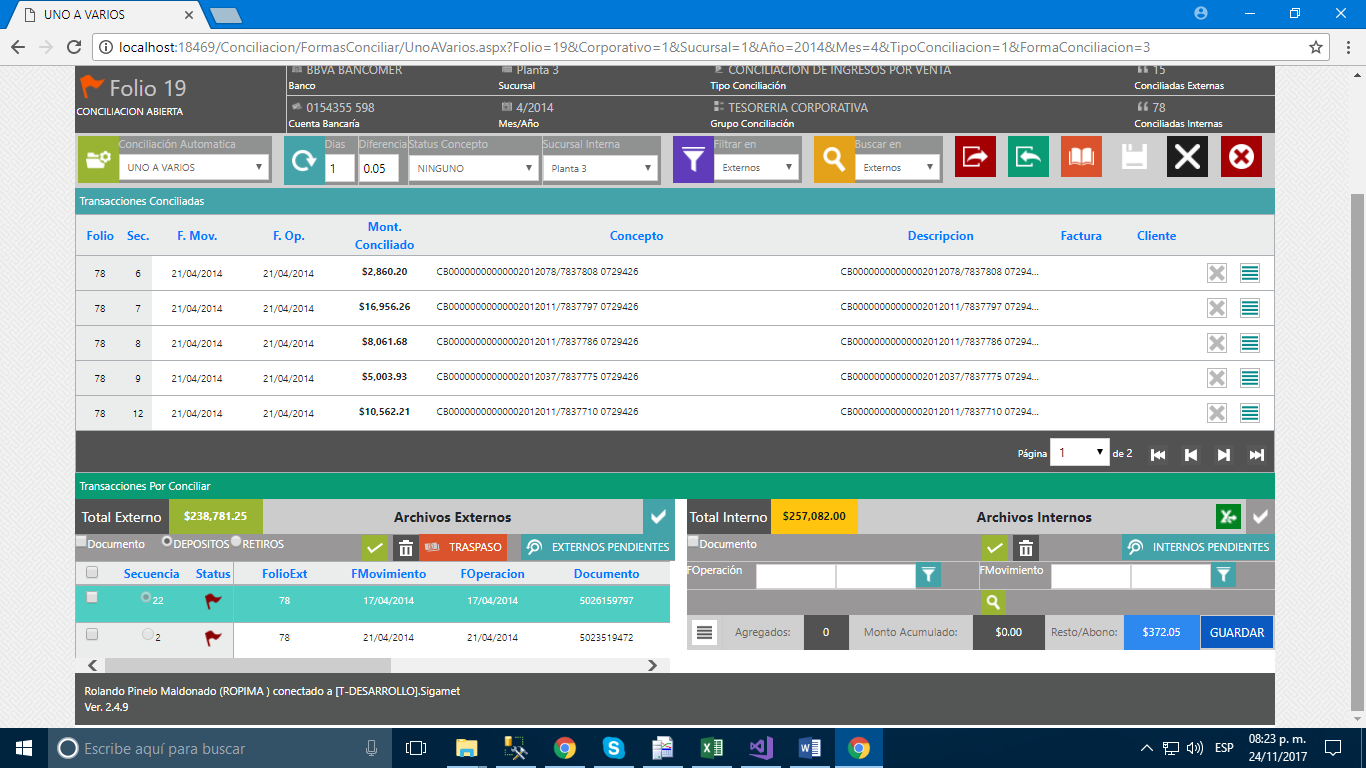 UNO A VARIOS
localhost:18469/Conciliacion/FormasConciliar/UnoAVarios.aspx?Folio=19&Corporativo=1&Sucursal=1&Año=2014&Mes=4&TipoConciliacion=1&FormaConciliacion=3
Folio 19
CONCILIACION ABIERTA
BBVA BANCOMER
Banco
Planta 3
Sucursal
CONCILIACION DE INGRESOS POR VENTA
Tipo Conciliación
15
Conciliadas Externas
0154355 598
Cuenta Bancaría
4/2014
Mes/Año
TESORERIA CORPORATIVA
Grupo Conciliación
78
Conciliadas Internas
Conciliación Automatica
UNO A VARIOS
Días
1
Diferencia
0.05
Status Concepto
NINGUNO
Sucursal Interna
Planta 3
Filtrar en
Externos
Buscar en
Externos
Transacciones Conciliadas
Folio Sec. F. Mov. F. Op. Mont. Conciliado Concepto Descripcion Factura Cliente
78 6 21/04/2014 21/04/2014 $2,860.20 CB00000000000002012078/7837808 0729426 CB00000000000002012078/7837808 07294...
78 7 21/04/2014 21/04/2014 $16,956.26 CB00000000000002012011/7837797 0729426 CB00000000000002012011/7837797 07294...
78 8 21/04/2014 21/04/2014 $8,061.68 CB00000000000002012011/7837786 0729426 CB00000000000002012011/7837786 07294...
78 9 21/04/2014 21/04/2014 $5,003.93 CB00000000000002012037/7837775 0729426 CB00000000000002012037/7837775 07294...
78 12 21/04/2014 21/04/2014 $10,562.21 CB00000000000002012011/7837710 0729426 CB00000000000002012011/7837710 07294...
Página 1 de 2
Transacciones Por Conciliar
Total Externo $238,781.25 Archivos Externos
Documento DEPOSITOS RETIROS TRASPASO EXTERNOS PENDIENTES
Secuencia Status FolioExt FMovimiento FOperacion Documento
22 78 17/04/2014 17/04/2014 5026159797
2 78 21/04/2014 21/04/2014 5023519472
Total Interno $257,082.00 Archivos Internos
Documento INTERNOS PENDIENTES
FOperación FMovimiento
Agregados: 0 Monto Acumulado: $0.00 Resto/Abono: $372.05 GUARDAR
Rolando Pinelo Maldonado (ROPIMA ) conectado a [T-DESARROLLO].Sigamet
Ver. 2.4.9
Escribe aquí para buscar
ESP
08:23 p. m.
24/11/2017